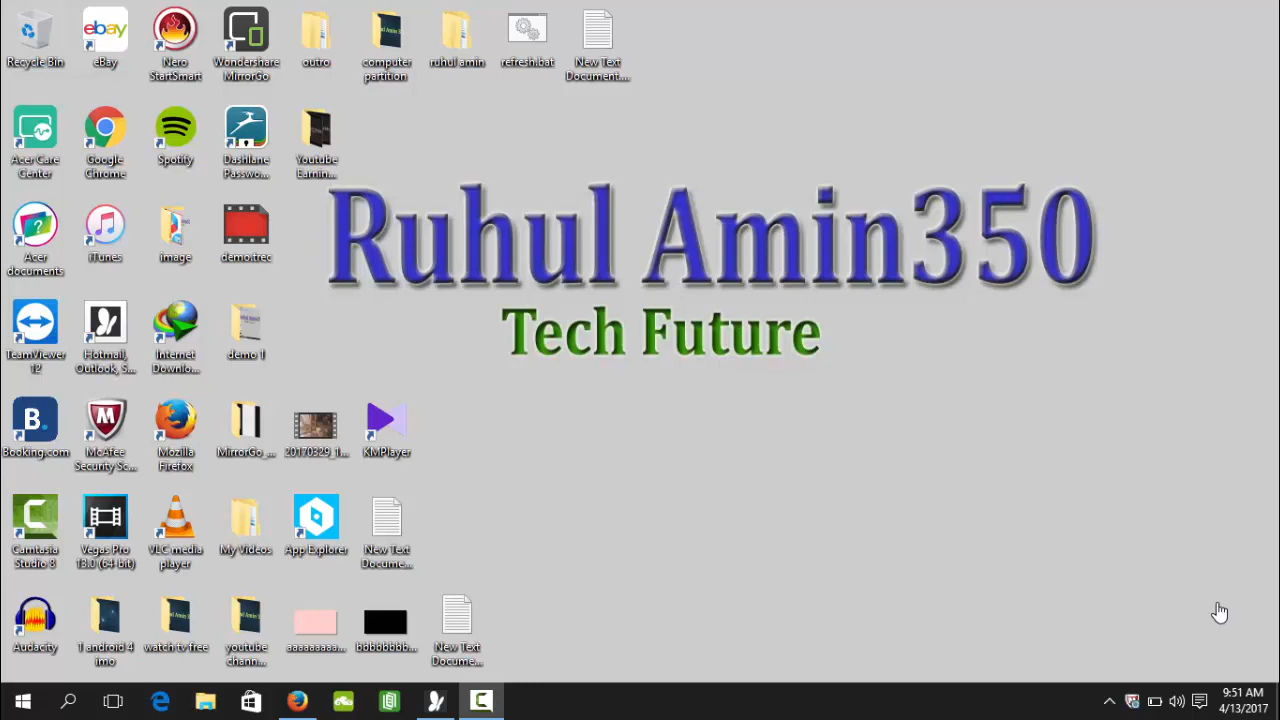 Recycle Bin
eBay
Nero
StartSmart
Wondershare
MirrorGo
outro
computer
partition
ruhul amin
refresh.bat
New Text
Document....
Acer Care
Center
Google
Chrome
Spotify
Dashlane
Passwo...
Youtube
Earnin...
Ruhul Amin350
Tech Future
Acer
documents
iTunes
image
demo.trec
TeamViewer
12
Hotmail,
Outlook, S...
Internet
Downlo...
demo 1
B.
Booking.com
McAfee
Security Sc...
Mozilla
Firefox
MirrorGo_...
20170329_1...
KMPlayer
Camtasia
Studio 8
Vegas Pro
13.0 (64-bit)
VLC media
player
My Videos
App Explorer
New Text
Docume...
Audacity
1 android 4
imo
watch tv free
youtube
chann...
New Text
Docume...
9:51 AM
4/13/2017